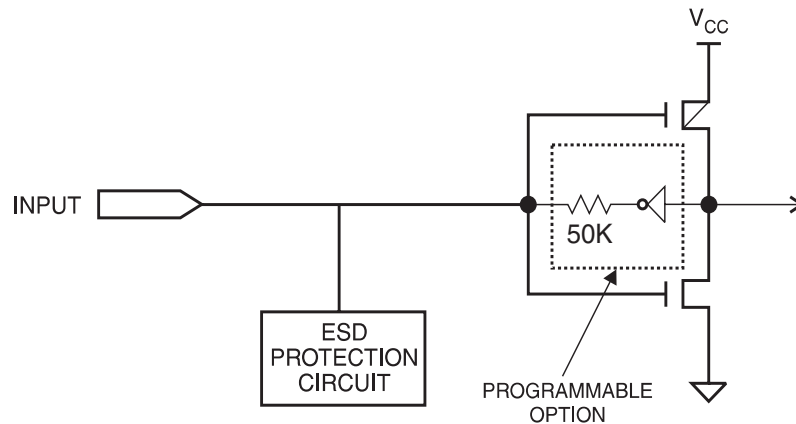 VCC
INPUT
50K
ESD
PROTECTION
CIRCUIT
PROGRAMMABLE
OPTION